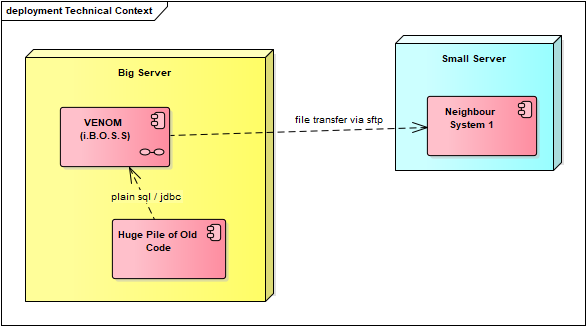 deployment Technical Context
Big Server
Small Server
VENOM
(i.B.O.S.S)
Neighbour
System 1
file transfer via sftp
plain sql / jdbc
Huge Pile of Old
Code